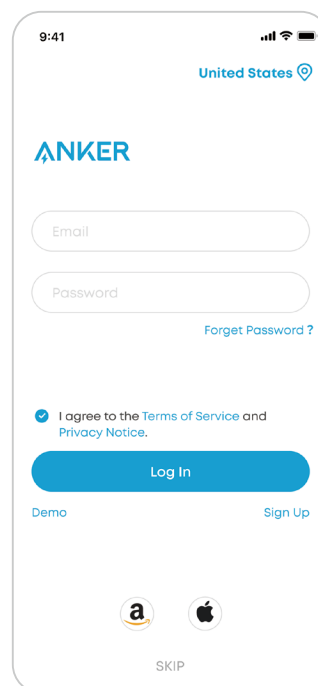 9:41
United States
ANKER
Email
Password
Forget Password ?
I agree to the Terms of Service and
Privacy Notice.
Log In
Demo
Sign Up
a
SKIP